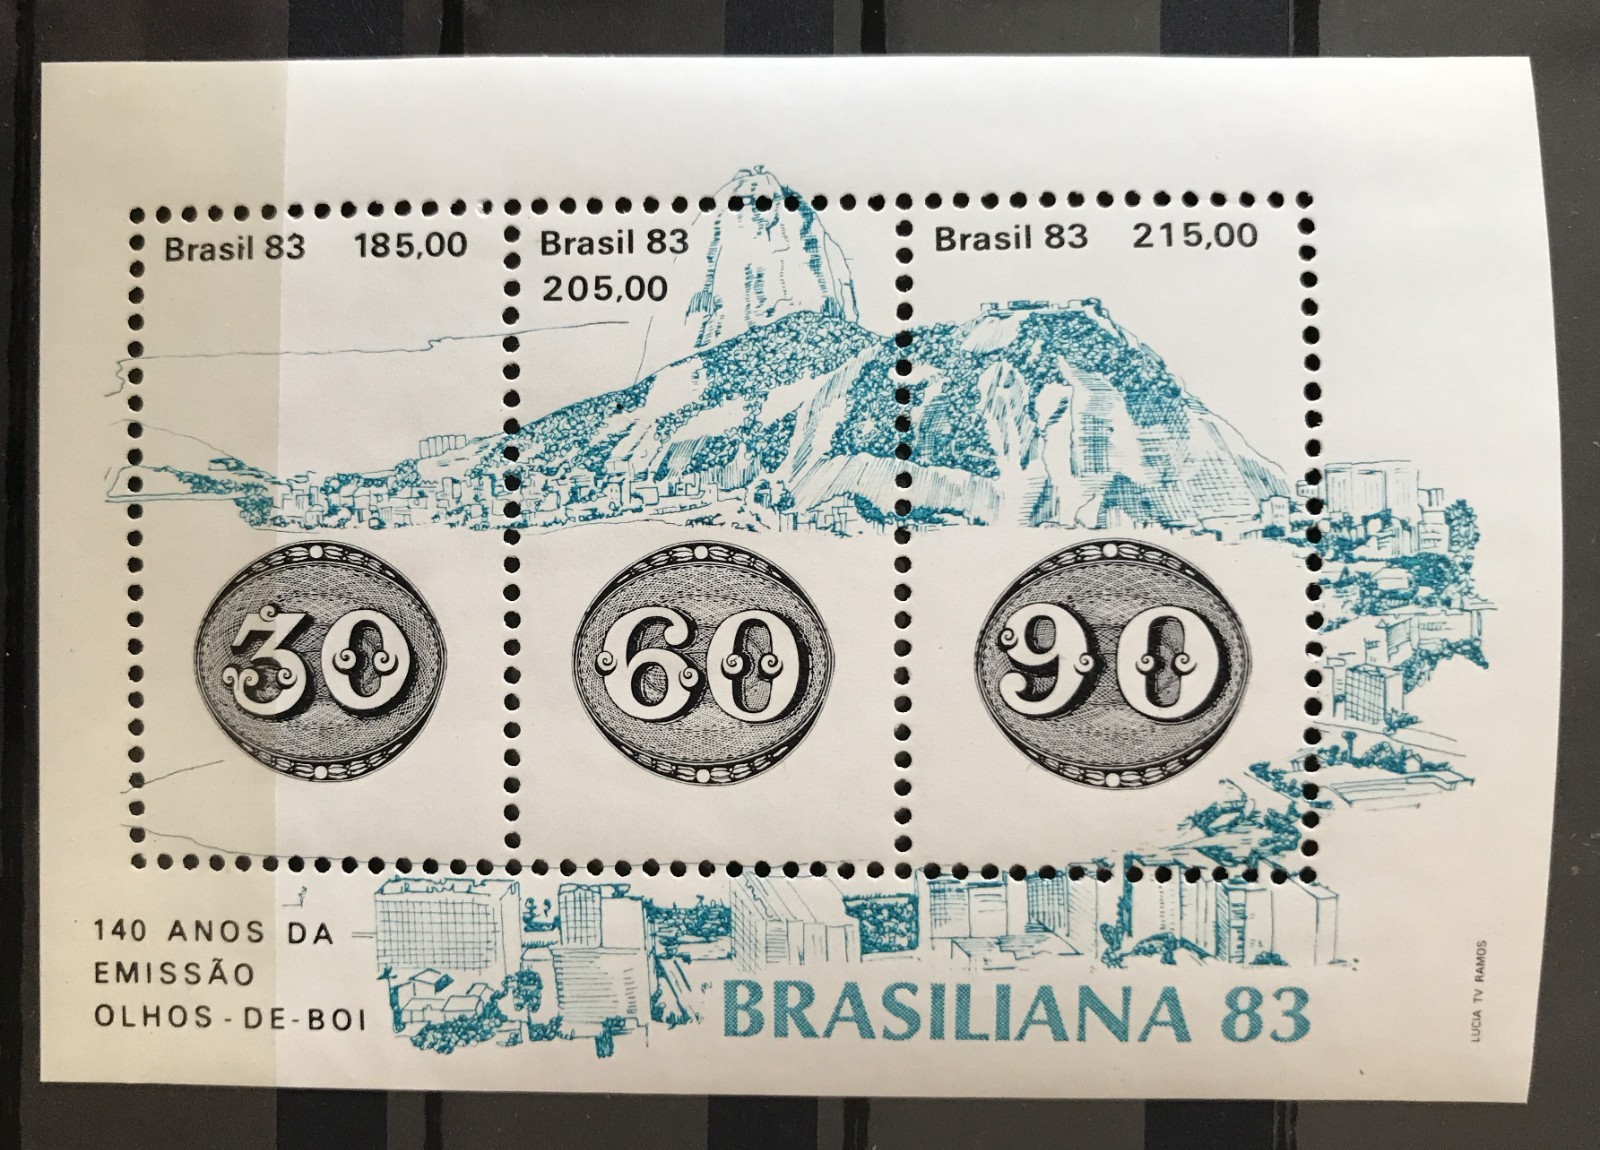 Brasil 83 185,00
Brasil 83
205,00
Brasil 83 215,00
30
60
90
140 ANOS DA
EMISSÃO
OLHOS-DE-BOI
BRASILIANA 83
LUCIA TV RAMOS